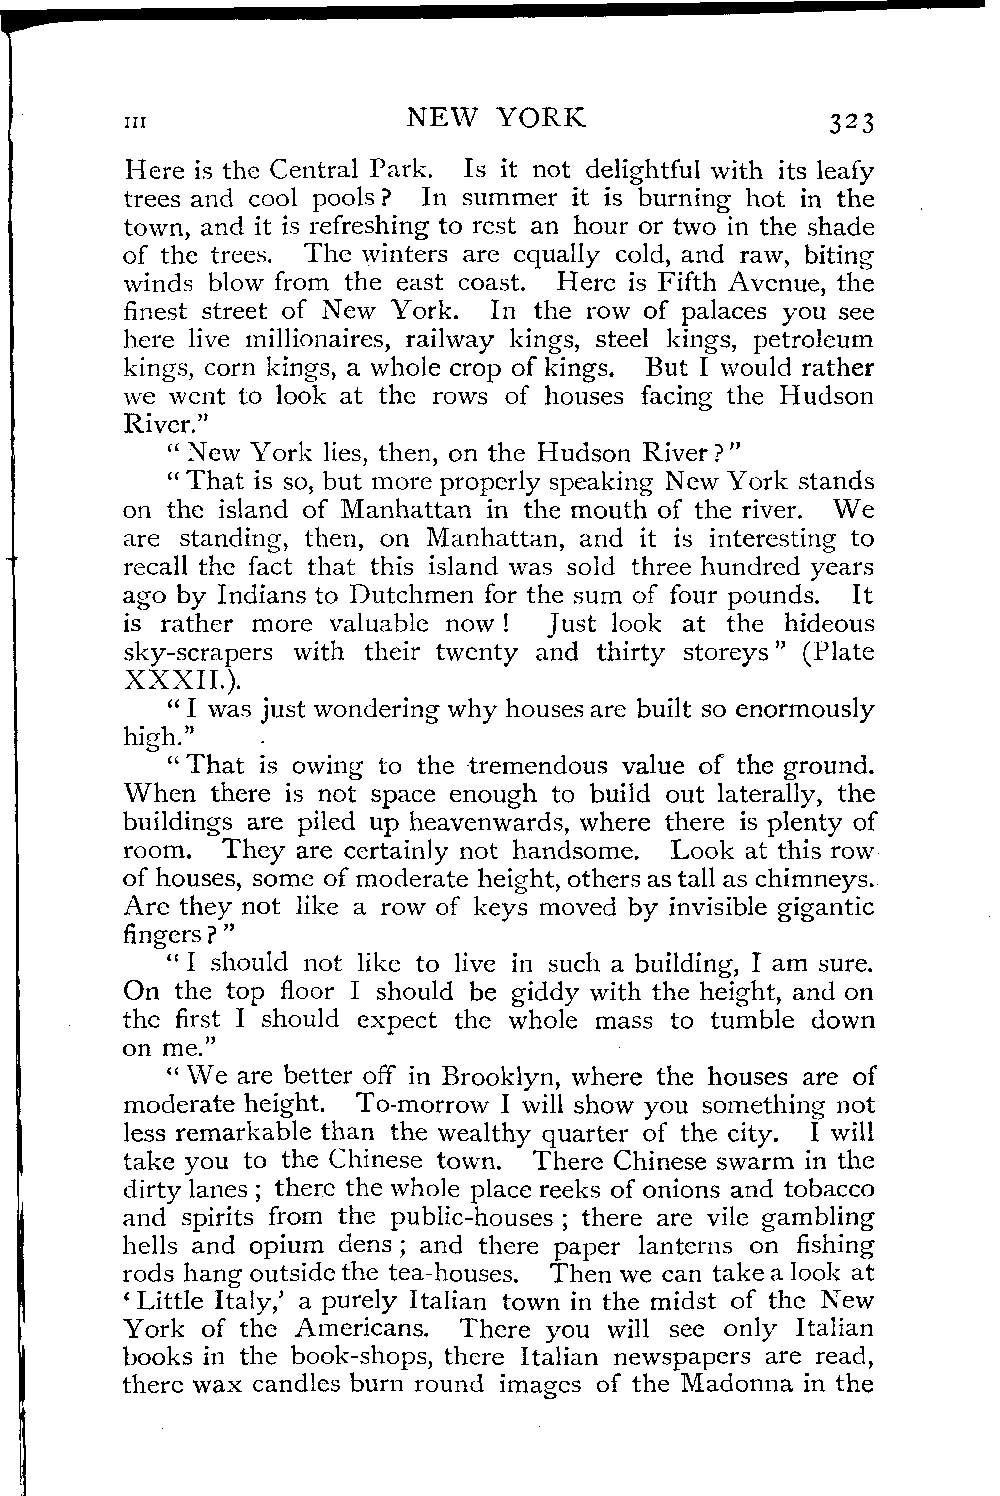 III NEW YORK 323
Here is the Central Park. Is it not delightful with its leafy
trees and cool pools? In summer it is burning hot in the
town, and it is refreshing to rest an hour or two in the shade
of the trees. The winters are equally cold, and raw, biting
winds blow from the east coast. Here is Fifth Avenue, the
finest street of New York. In the row of palaces you see
here live millionaires, railway kings, steel kings, petroleum
kings, corn kings, a whole crop of kings. But I would rather
we went to look at the rows of houses facing the Hudson
River."
"New York lies, then, on the Hudson River?"
"That is so, but more properly speaking New York stands
on the island of Manhattan in the mouth of the river. We
are standing, then, on Manhattan, and it is interesting to
recall the fact that this island was sold three hundred years
ago by Indians to Dutchmen for the sum of four pounds. It
is rather more valuable now! Just look at the hideous
sky-scrapers with their twenty and thirty storeys" (Plate
XXXII.).
"I was just wondering why houses are built so enormously
high."
"That is owing to the tremendous value of the ground.
When there is not space enough to build out laterally, the
buildings are piled up heavenwards, where there is plenty of
room. They are certainly not handsome. Look at this row
of houses, some of moderate height, others as tall as chimneys.
Are they not like a row of keys moved by invisible gigantic
fingers?"
"I should not like to live in such a building, I am sure.
On the top floor I should be giddy with the height, and on
the first I should expect the whole mass to tumble down
on me."
"We are better off in Brooklyn, where the houses are of
moderate height. To-morrow I will show you something not
less remarkable than the wealthy quarter of the city. I will
take you to the Chinese town. There Chinese swarm in the
dirty lanes; there the whole place reeks of onions and tobacco
and spirits from the public-houses; there are vile gambling
hells and opium dens; and there paper lanterns on fishing
rods hang outside the tea-houses. Then we can take a look at
'Little Italy,' a purely Italian town in the midst of the New
York of the Americans. There you will see only Italian
books in the book-shops, there Italian newspapers are read,
there wax candles burn round images of the Madonna in the